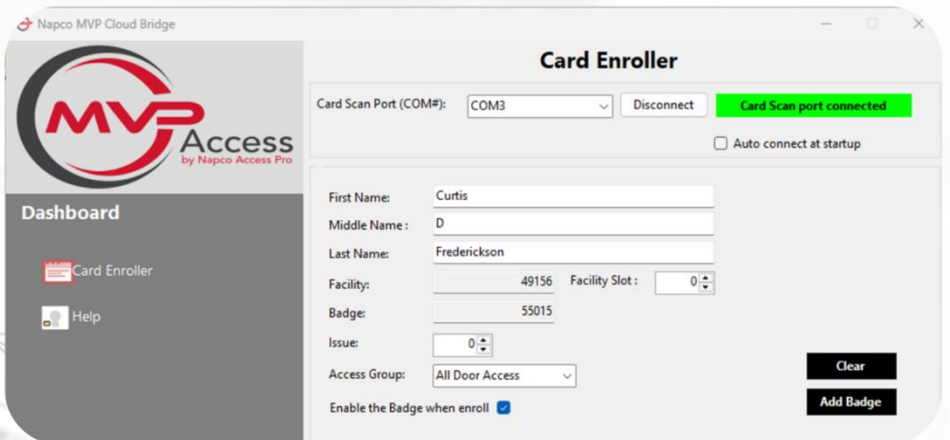 Napco MVP Cloud Bridge
MVP
Access
by Napco Access Pro
Dashboard
Card Enroller
Help
Card Enroller
Card Scan Port (COM#): COM3 Disconnect Card Scan port connected
Auto connect at startup
First Name: Curtis
Middle Name : D
Last Name: Frederickson
Facility: 49156 Facility Slot : 0
Badge: 55015
Issue: 0
Access Group: All Door Access
Enable the Badge when enroll
Clear
Add Badge